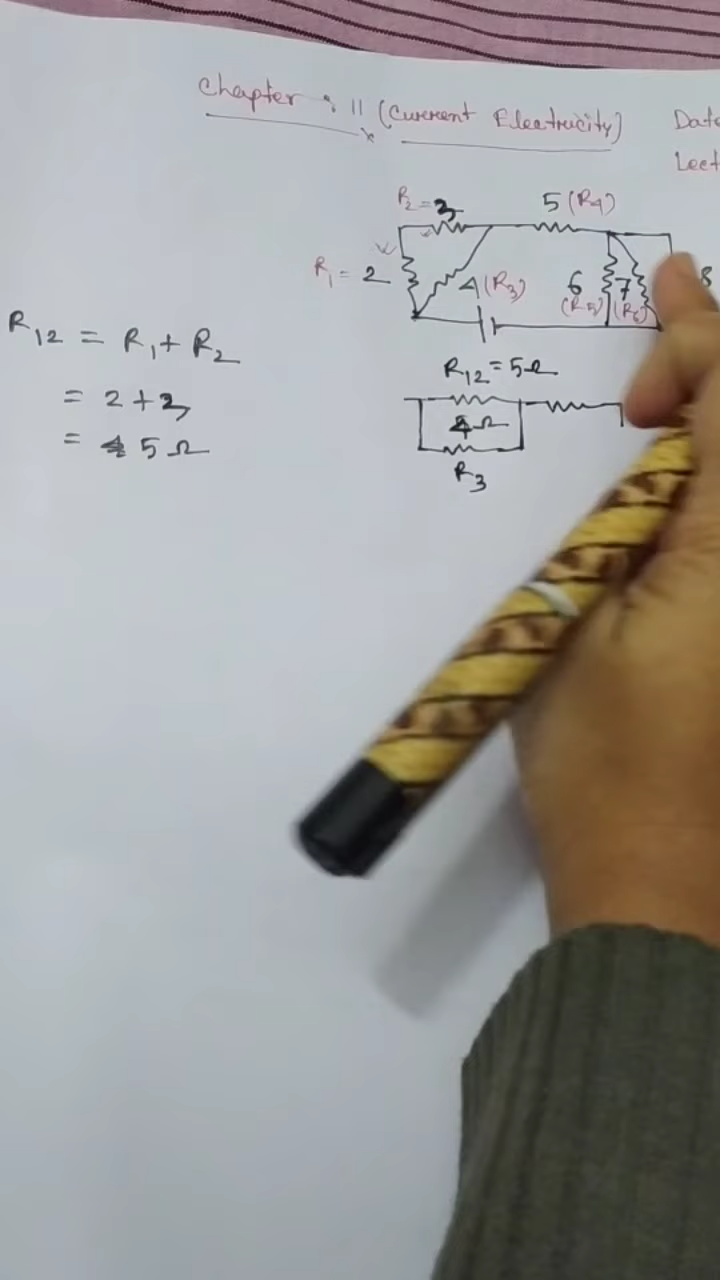 Chapter : 11 (Current Electricity)
Lect
R2 = 3
5 (R4)
R1 = 2
4 (R3)
6 (R5)
7 (R6)
8
R12 = R1 + R2
= 2 + 3
= 5 Ω
R12 = 5Ω
4Ω
R3